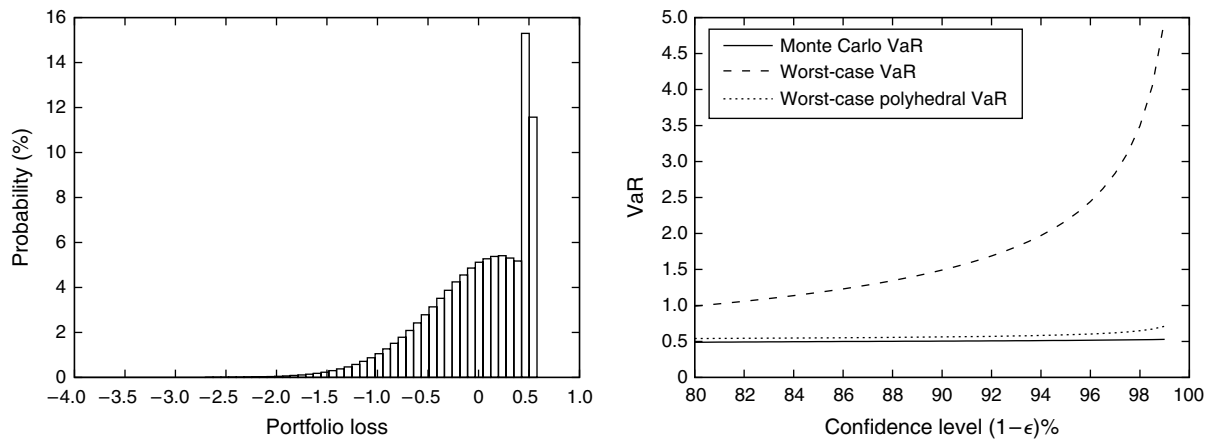 16
14
12
10
8
6
4
2
0
Probability (%)
−4.0 −3.5 −3.0 −2.5 −2.0 −1.5 −1.0 −0.5 0 0.5 1.0
Portfolio loss
5.0
4.5
4.0
3.5
3.0
2.5
2.0
1.5
1.0
0.5
0
VaR
Monte Carlo VaR
Worst-case VaR
Worst-case polyhedral VaR
80 82 84 86 88 90 92 94 96 98 100
Confidence level (1−ϵ)%